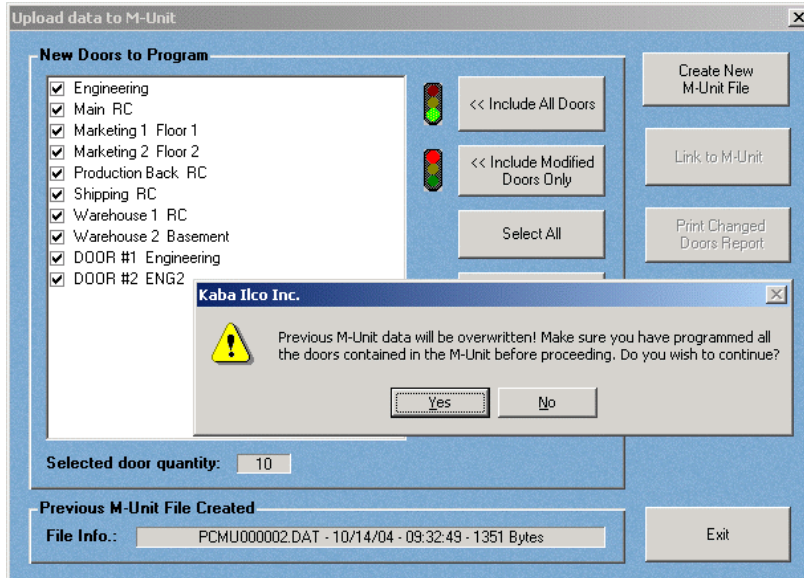 Upload data to M-Unit
New Doors to Program
Engineering
Main RC
Marketing 1 Floor 1
Marketing 2 Floor 2
Production Back RC
Shipping RC
Warehouse 1 RC
Warehouse 2 Basement
DOOR #1 Engineering
DOOR #2 ENG2
<< Include All Doors
<< Include Modified
Doors Only
Select All
Create New
M-Unit File
Link to M-Unit
Print Changed
Doors Report
Kaba Ilco Inc.
Previous M-Unit data will be overwritten! Make sure you have programmed all
the doors contained in the M-Unit before proceeding. Do you wish to continue?
Yes
No
Selected door quantity: 10
Previous M-Unit File Created
File Info.: PCMU000002.DAT - 10/14/04 - 09:32:49 - 1351 Bytes
Exit